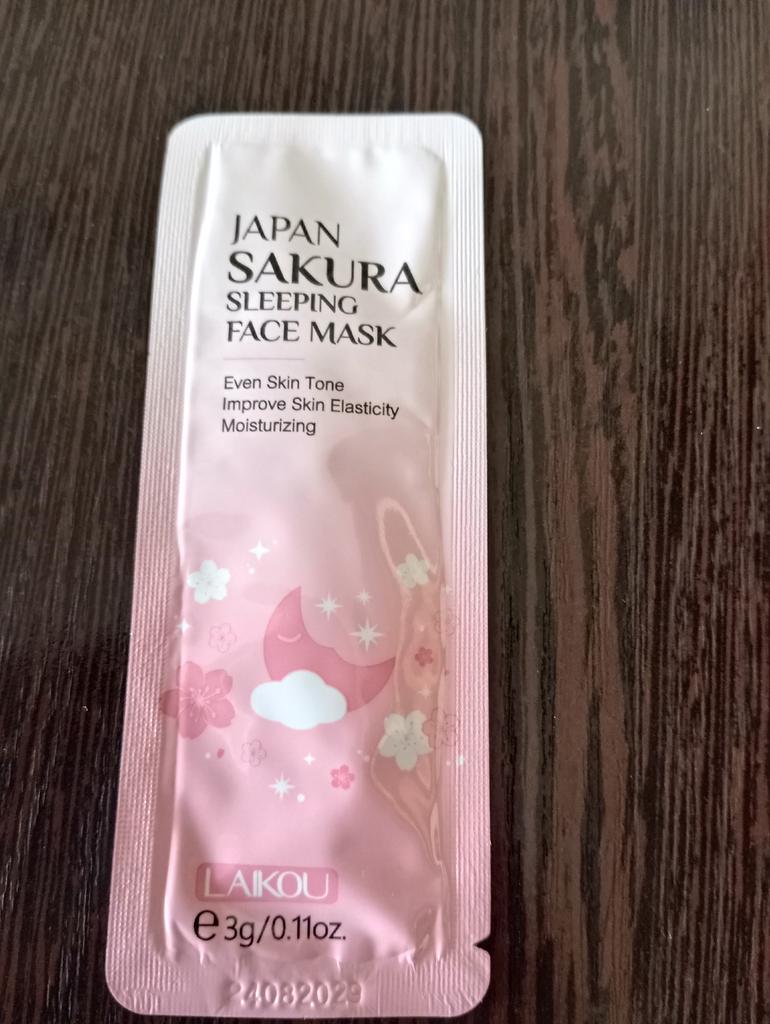 JAPAN
SAKURA
SLEEPING
FACE MASK
Even Skin Tone
Improve Skin Elasticity
Moisturizing
LAIKOU
℮ 3g/0.11oz.
24082029